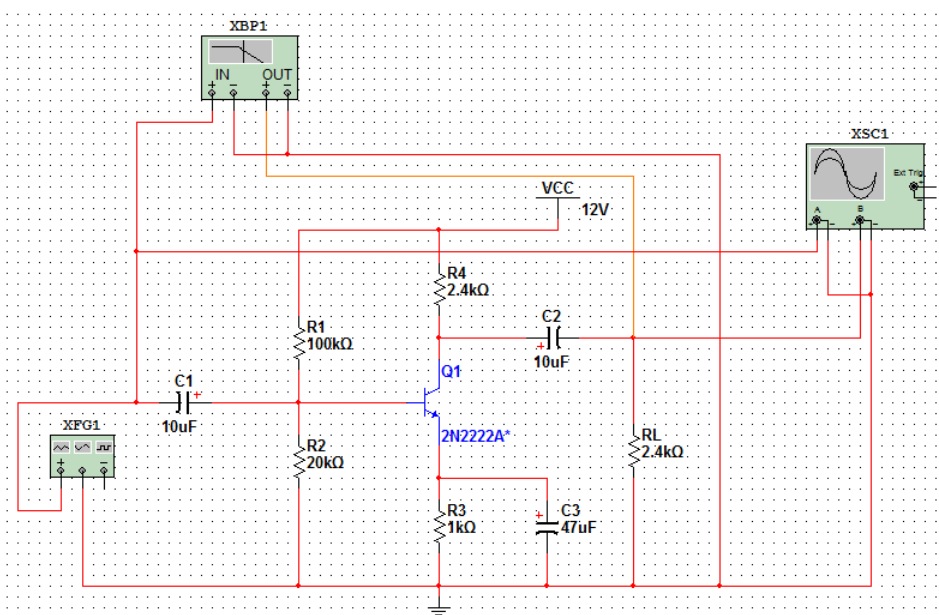 XBP1
IN OUT
+ − + −
XSC1
Ext Trig
+
−
A B
+ − + −
VCC
12V
R4
2.4kΩ
C2
+
10uF
R1
100kΩ
Q1
C1
+
10uF
2N2222A*
XFG1
+ −
R2
20kΩ
RL
2.4kΩ
R3
1kΩ
C3
+
47uF